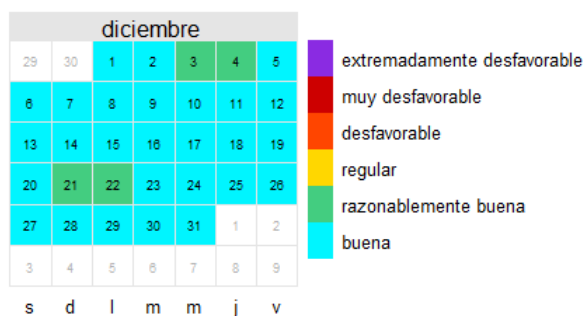 diciembre
29 30 1 2 3 4 5
6 7 8 9 10 11 12
13 14 15 16 17 18 19
20 21 22 23 24 25 26
27 28 29 30 31 1 2
3 4 5 6 7 8 9
s d l m m j v
extremadamente desfavorable
muy desfavorable
desfavorable
regular
razonablemente buena
buena